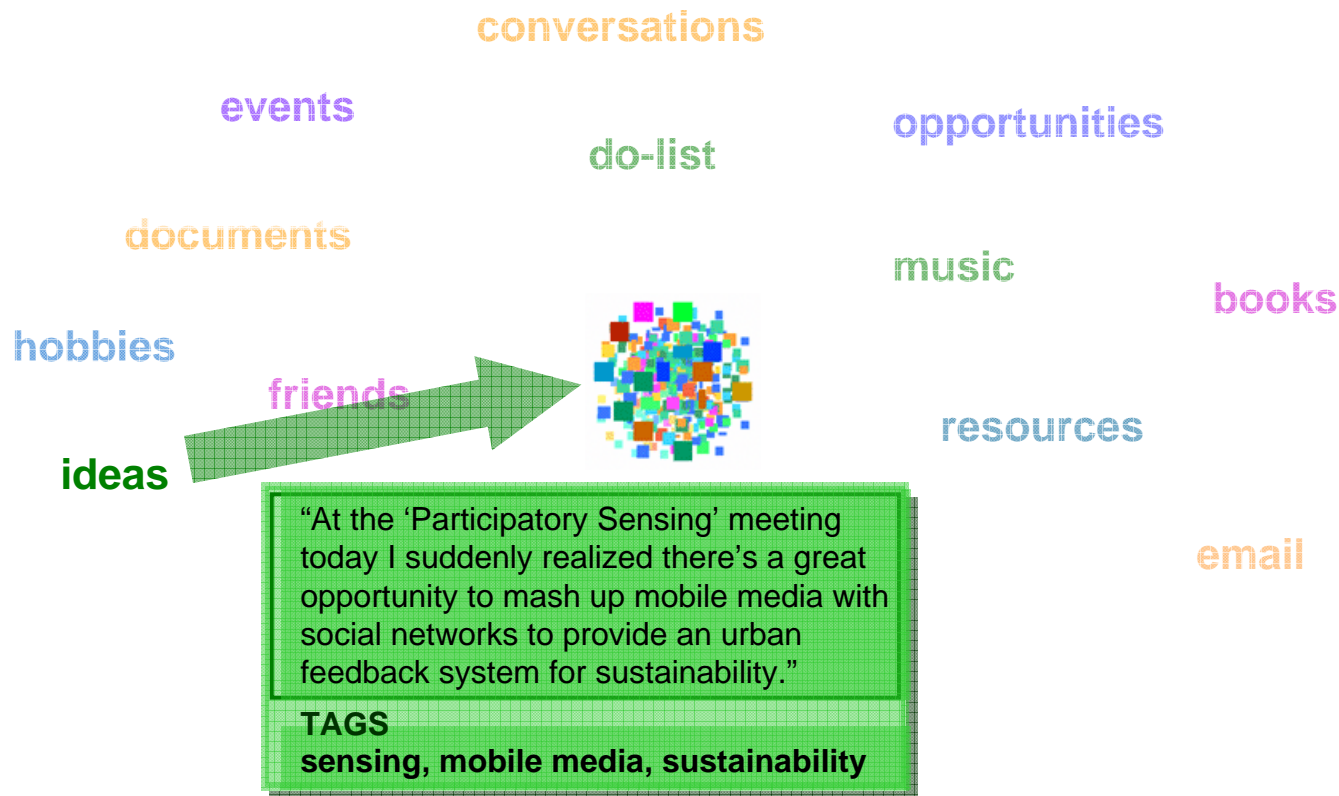 conversations
events
opportunities
do-list
documents
music
books
hobbies
friends
resources
ideas
“At the ‘Participatory Sensing’ meeting
today I suddenly realized there’s a great
opportunity to mash up mobile media with
social networks to provide an urban
feedback system for sustainability.”
email
TAGS
sensing, mobile media, sustainability